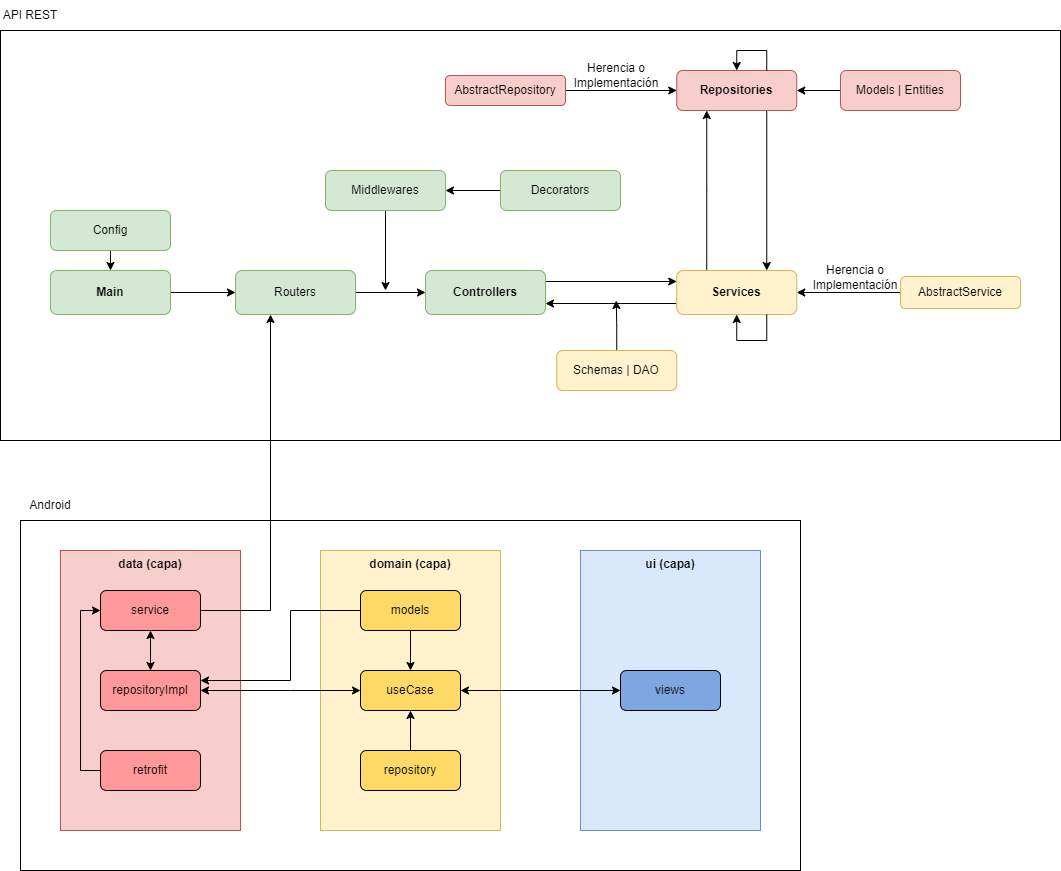 API REST
Herencia o
Implementación
AbstractRepository
Repositories
Models | Entities
Middlewares
Decorators
Config
Main
Routers
Controllers
Services
Herencia o
Implementación
AbstractService
Schemas | DAO
Android
data (capa)
service
repositoryImpl
retrofit
domain (capa)
models
useCase
repository
ui (capa)
views